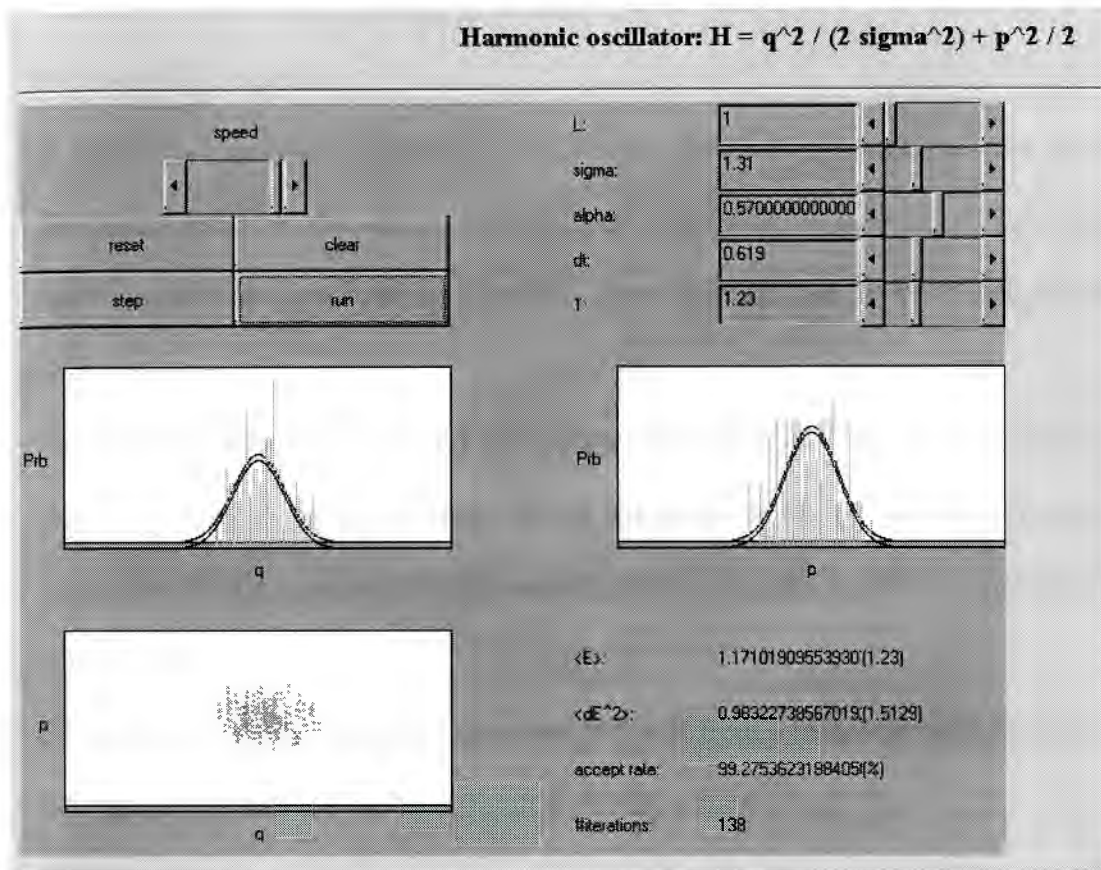 Harmonic oscillator: H = q^2 / (2 sigma^2) + p^2 / 2
speed
reset
clear
step
run
L:
1
sigma:
1.31
alpha:
0.5700000000000
dt:
0.619
T
1.23
Prb
q
Prb
p
p
q
<E>: 1.17101909553930(1.23)
<dE^2>: 0.98322738567019(1.5129)
accept rate: 99.2753623188405(%)
#iterations: 138